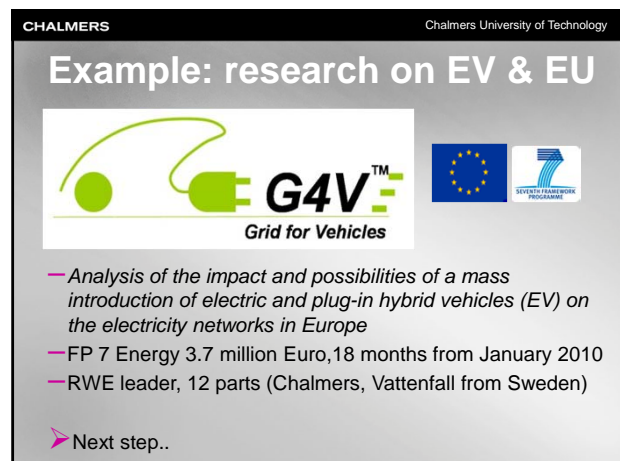 CHALMERS
Chalmers University of Technology
Example: research on EV & EU
G4V™
Grid for Vehicles
7
SEVENTH FRAMEWORK
PROGRAMME
– Analysis of the impact and possibilities of a mass
introduction of electric and plug-in hybrid vehicles (EV) on
the electricity networks in Europe
– FP 7 Energy 3.7 million Euro,18 months from January 2010
– RWE leader, 12 parts (Chalmers, Vattenfall from Sweden)
➢ Next step..